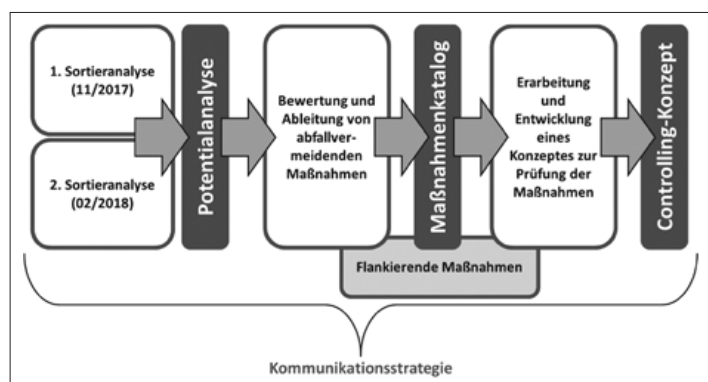 1. Sortieranalyse
(11/2017)
2. Sortieranalyse
(02/2018)
Potentialanalyse
Bewertung und
Ableitung von
abfallver-
meidenden
Maßnahmen
Maßnahmenkatalog
Erarbeitung
und
Entwicklung
eines
Konzeptes zur
Prüfung der
Maßnahmen
Controlling-Konzept
Flankierende Maßnahmen
Kommunikationsstrategie